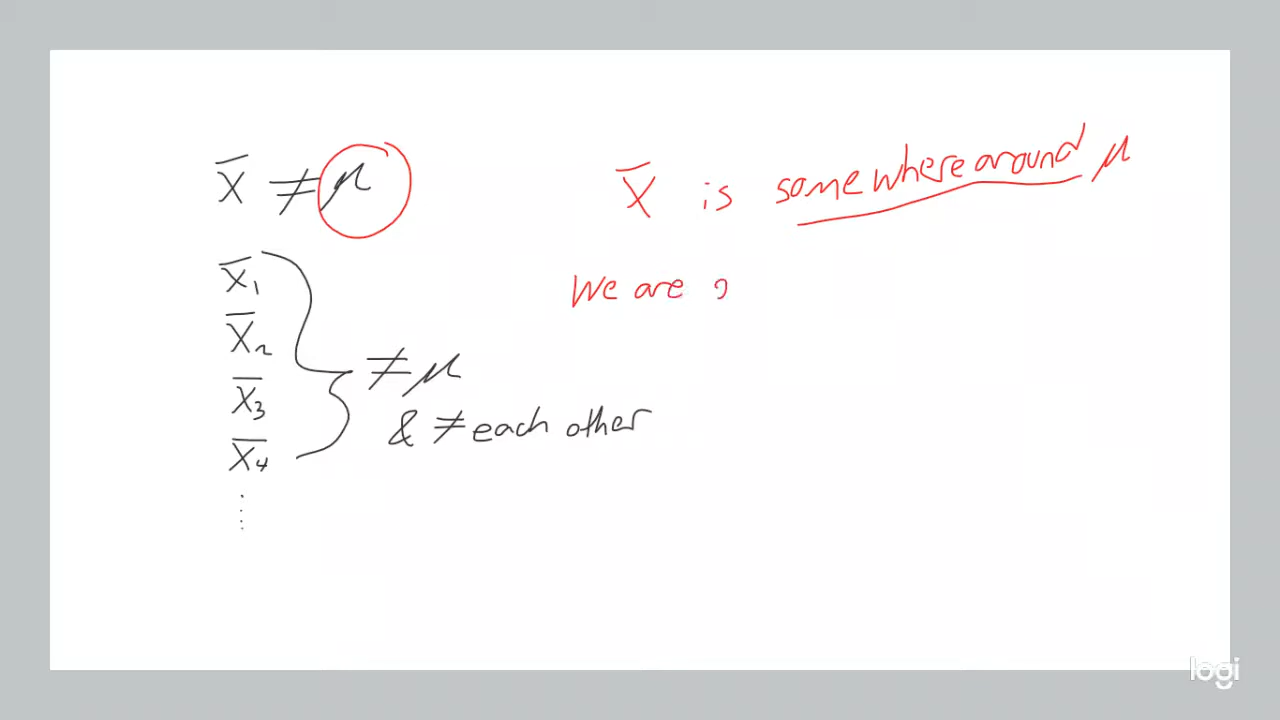 X̄ ≠ μ
X̄₁
X̄₂
X̄₃
X̄₄
⋮
≠ μ
& ≠ each other
X̄ is somewhere around μ
We are
logi